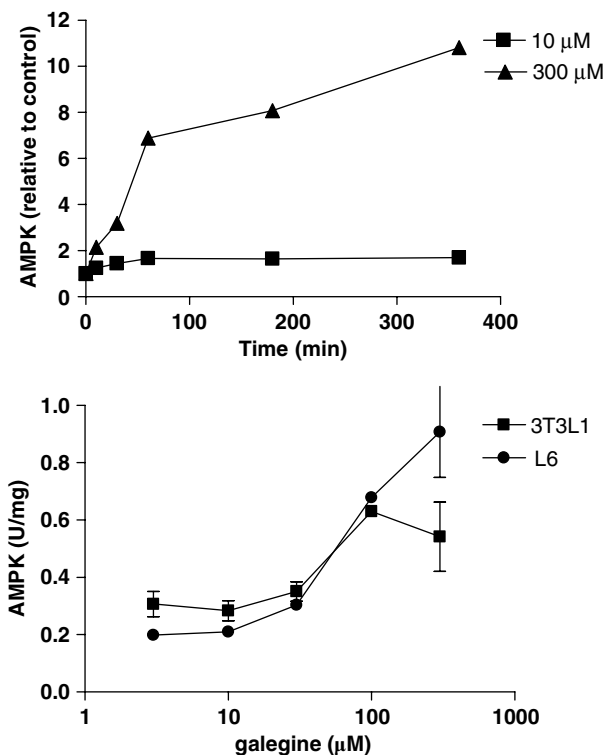 12
10
8
6
4
2
0
AMPK (relative to control)
0 100 200 300 400
Time (min)
10 μM
300 μM
1.0
0.8
0.6
0.4
0.2
0.0
AMPK (U/mg)
1 10 100 1000
galegine (μM)
3T3L1
L6